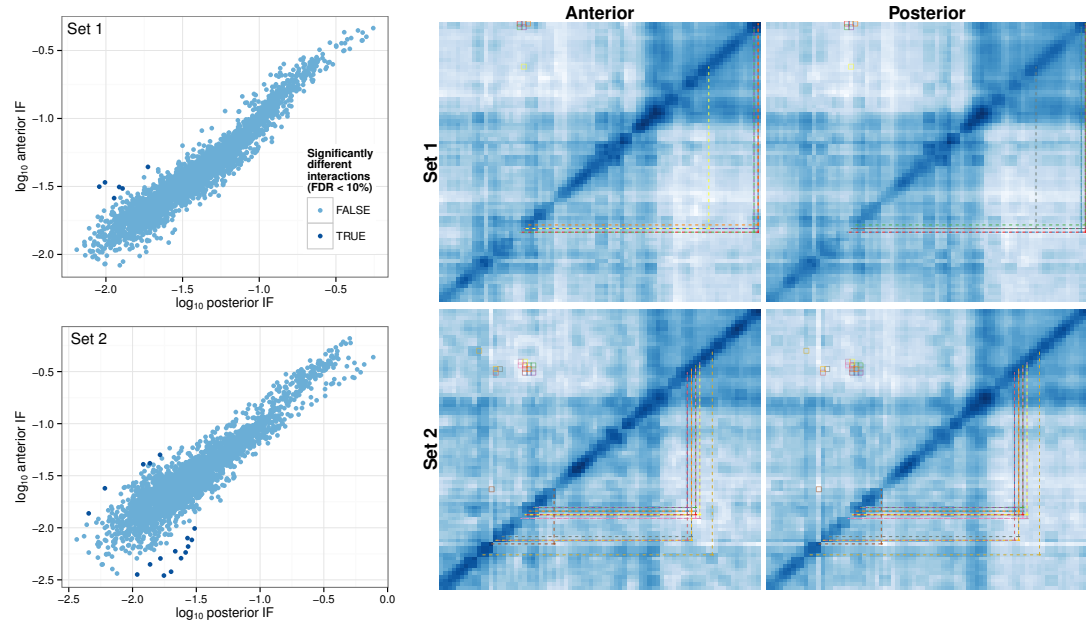 Set 1
−0.5
−1.0
−1.5
−2.0
log10 anterior IF
−2.0
−1.5
−1.0
−0.5
log10 posterior IF
Significantly
different
interactions
(FDR < 10%)
FALSE
TRUE
Set 2
−0.5
−1.0
−1.5
−2.0
−2.5
log10 anterior IF
−2.5
−2.0
−1.5
−1.0
−0.5
0.0
log10 posterior IF
Anterior
Posterior
Set 1
Set 2